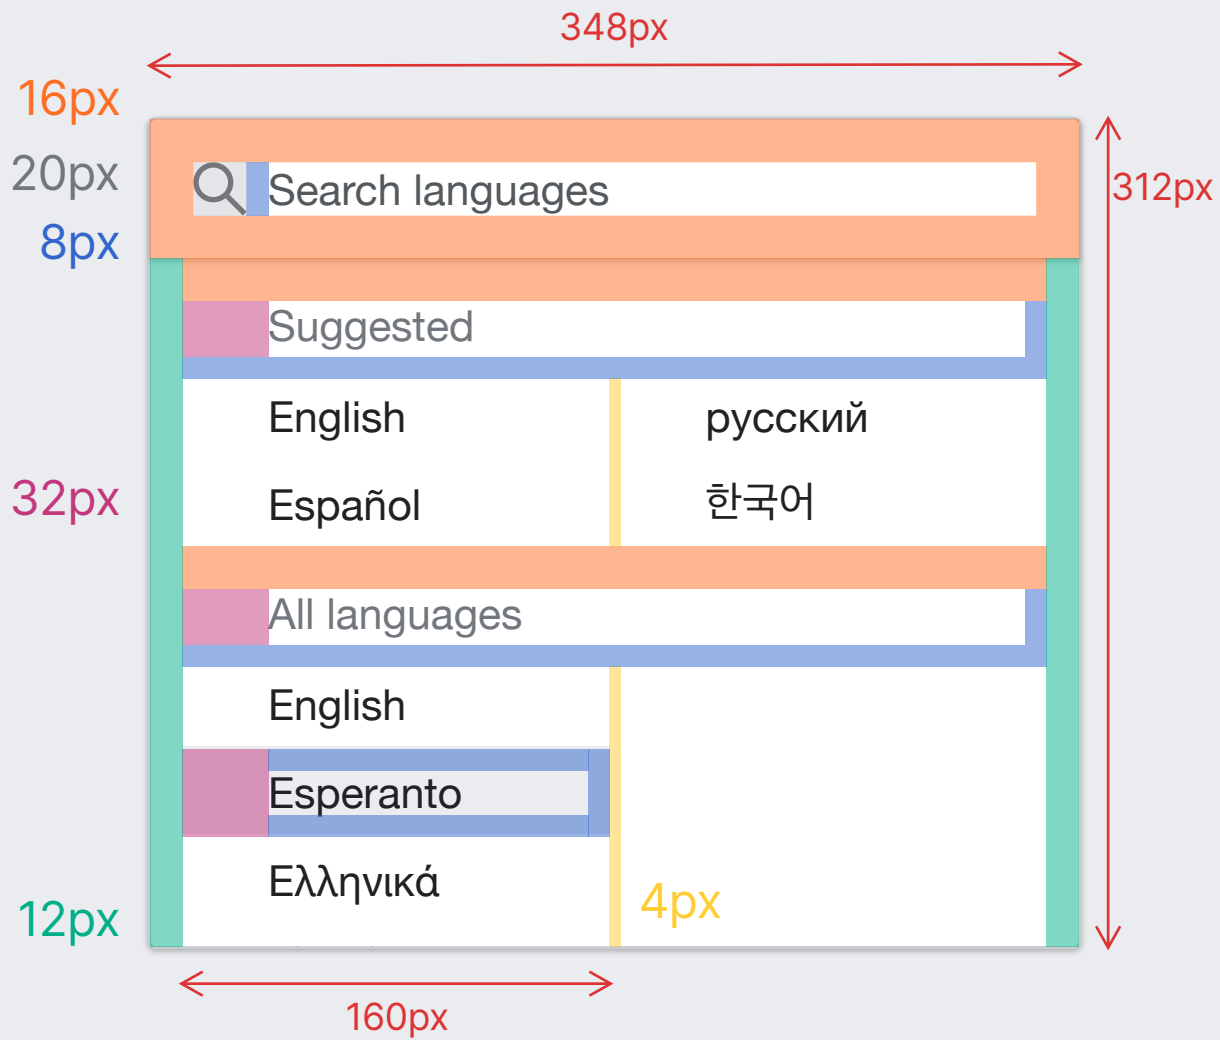 348px
16px
20px
8px
Search languages
312px
Suggested
English
русский
Español
한국어
32px
All languages
English
Esperanto
Ελληνικά
4px
12px
160px